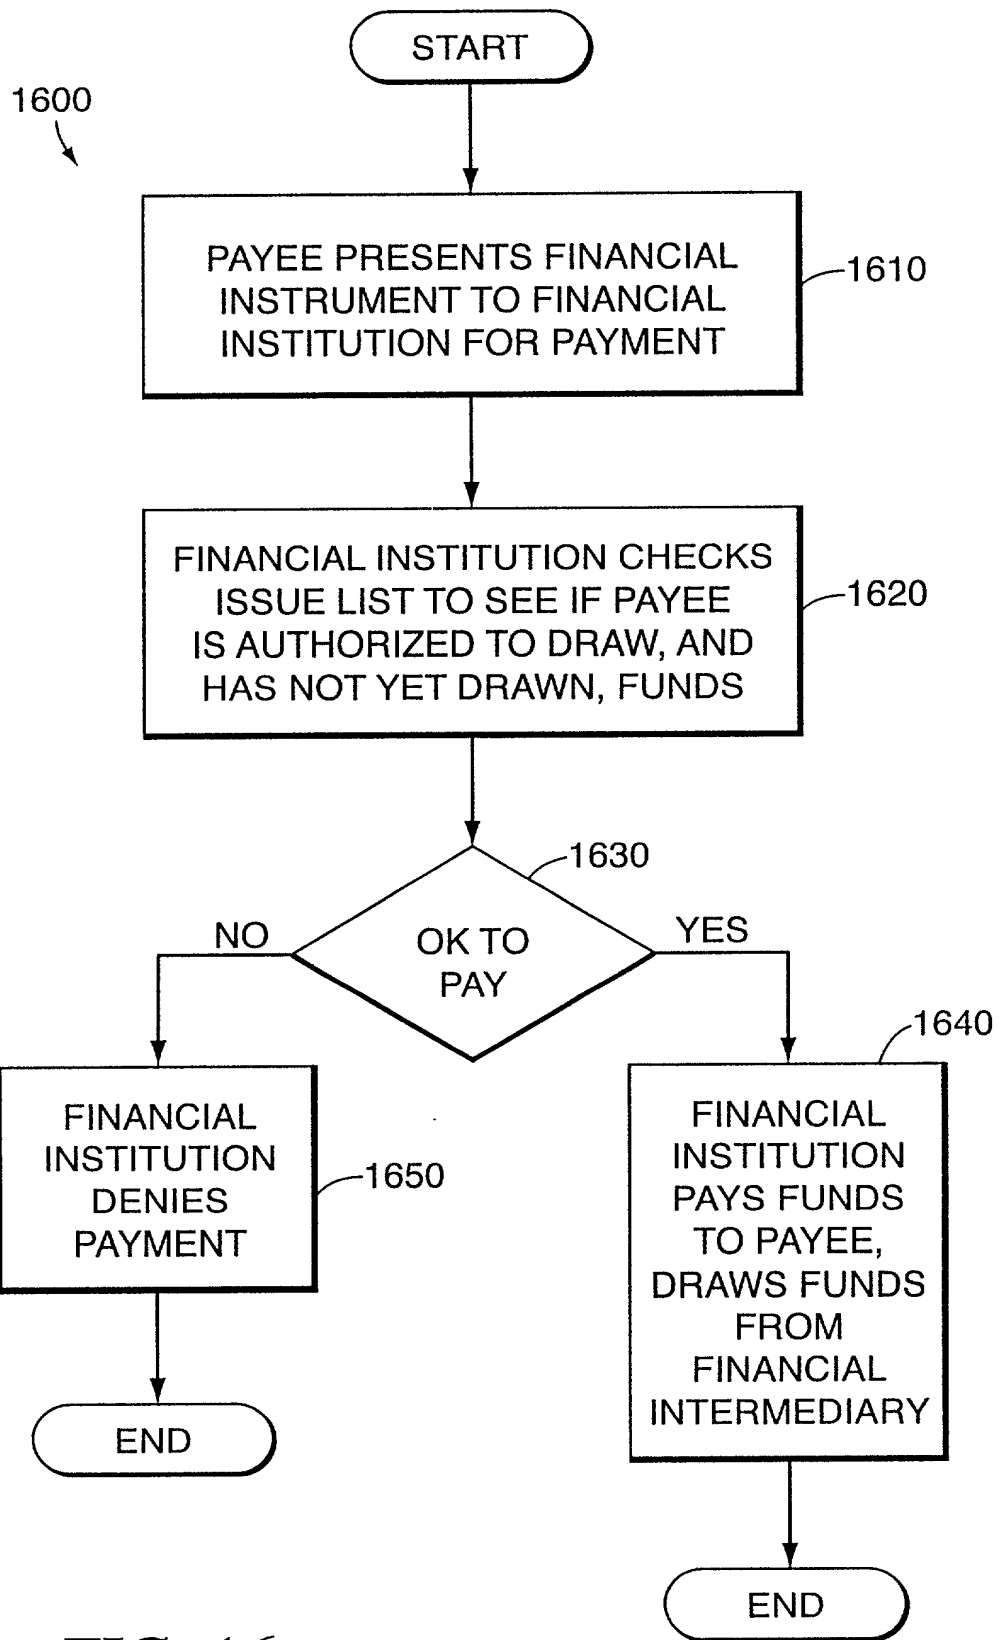 START
1600
PAYEE PRESENTS FINANCIAL
INSTRUMENT TO FINANCIAL
INSTITUTION FOR PAYMENT
1610
FINANCIAL INSTITUTION CHECKS
ISSUE LIST TO SEE IF PAYEE
IS AUTHORIZED TO DRAW, AND
HAS NOT YET DRAWN, FUNDS
1620
1630
OK TO
PAY
NO
YES
1640
FINANCIAL
INSTITUTION
DENIES
PAYMENT
1650
FINANCIAL
INSTITUTION
PAYS FUNDS
TO PAYEE,
DRAWS FUNDS
FROM
FINANCIAL
INTERMEDIARY
END
END